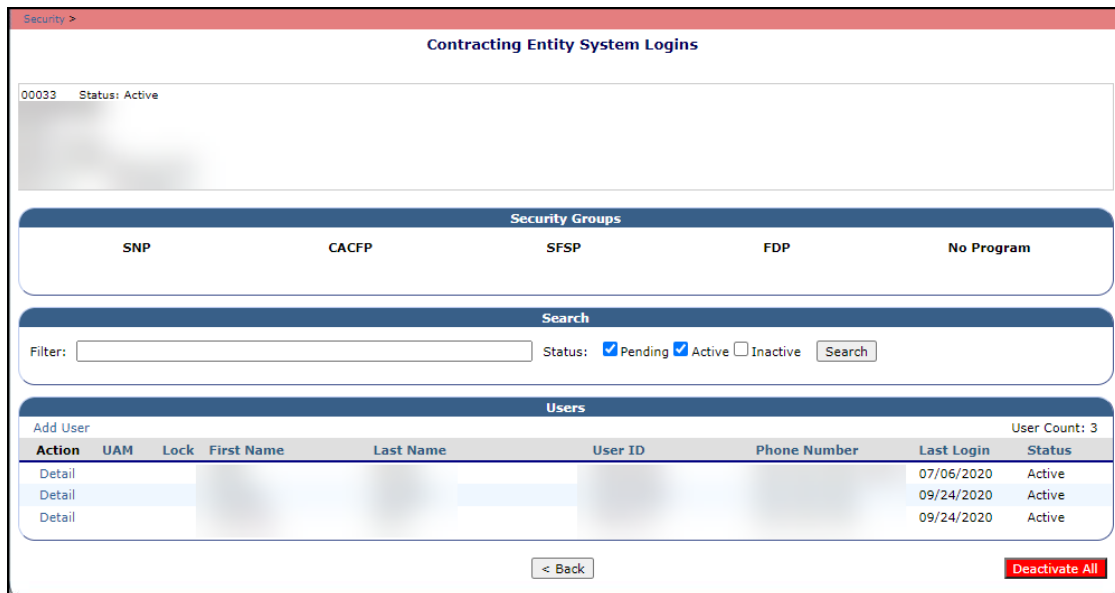 Security >
Contracting Entity System Logins
00033 Status: Active
Security Groups
SNP CACFP SFSP FDP No Program
Search
Filter: Status: Pending Active Inactive Search
Users
Add User User Count: 3
Action UAM Lock First Name Last Name User ID Phone Number Last Login Status
Detail 07/06/2020 Active
Detail 09/24/2020 Active
Detail 09/24/2020 Active
< Back Deactivate All